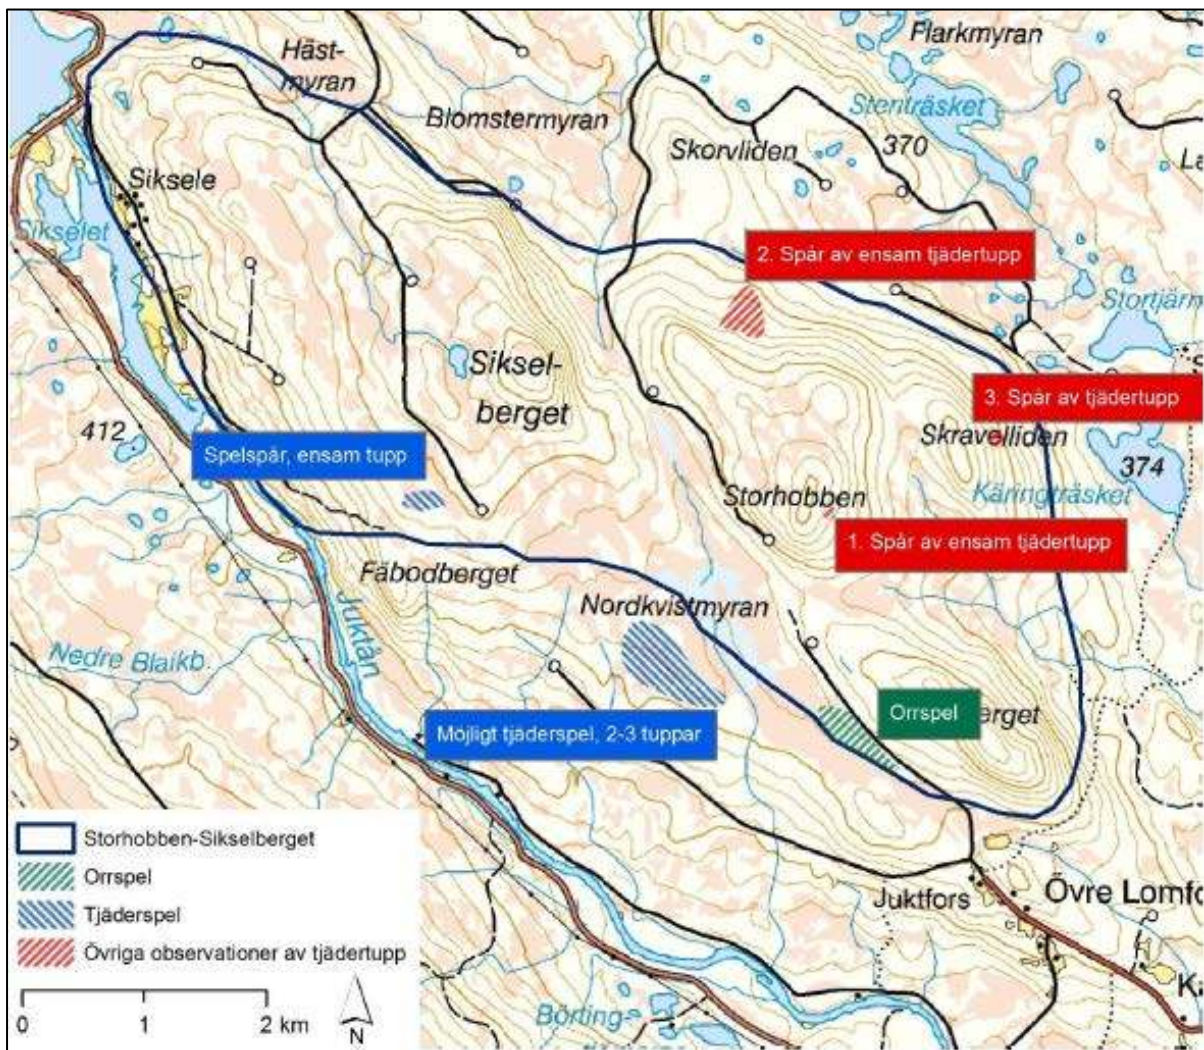 Flarkmyran
Häst-
myran
Stenträsket
Blomstermyran
Skorvliden
370
Siksele
Sikselet
2. Spår av ensam tjädertupp
Stortjärn
Siksel-
berget
3. Spår av tjädertupp
412
Skravelliden
374
Spelspår, ensam tupp
Storhobben
Käringträsket
1. Spår av ensam tjädertupp
Fäbodberget
Nordkvistmyran
Juktån
Nedre Blaikb.
Orrspel
erget
Möjligt tjäderspel, 2-3 tuppar
Storhobben-Sikselberget
Orrspel
Tjäderspel
Övriga observationer av tjädertupp
Juktfors
Övre Lomfo
0 1 2 km
N
Börting-